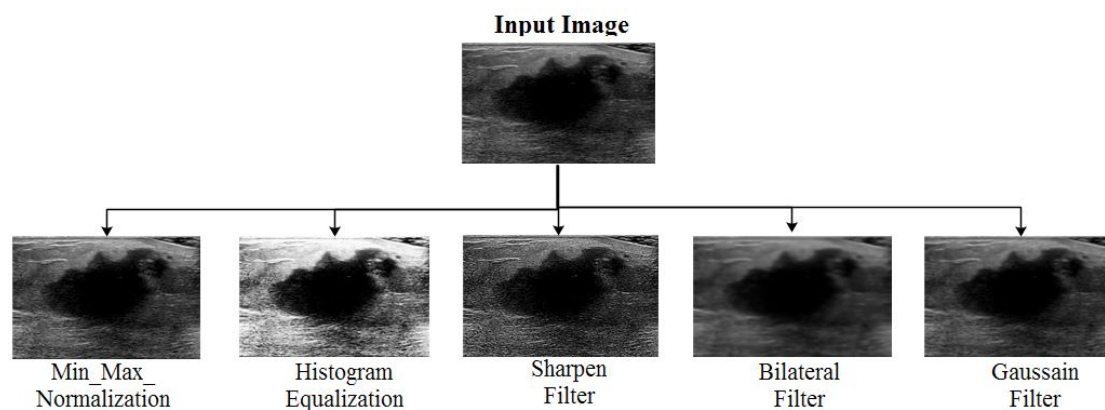 Input Image
Min_Max_
Normalization
Histogram
Equalization
Sharpen
Filter
Bilateral
Filter
Gaussain
Filter